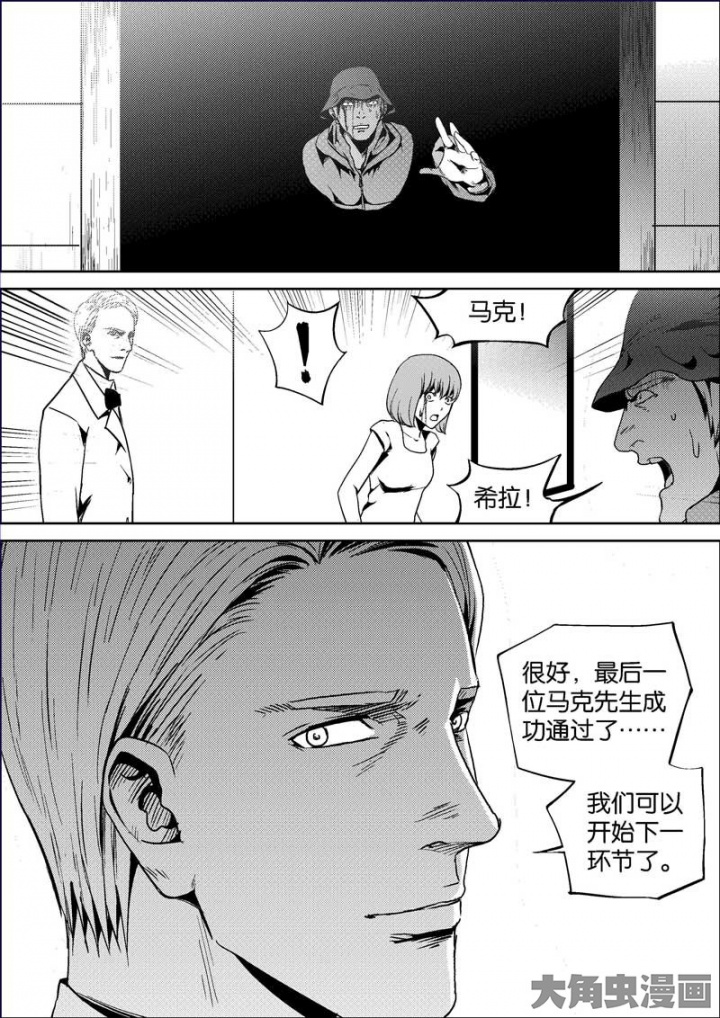 马克！
！
希拉！
很好，最后一
位马克先生成
功通过了……
我们可以
开始下一
环节了。
大角虫漫画